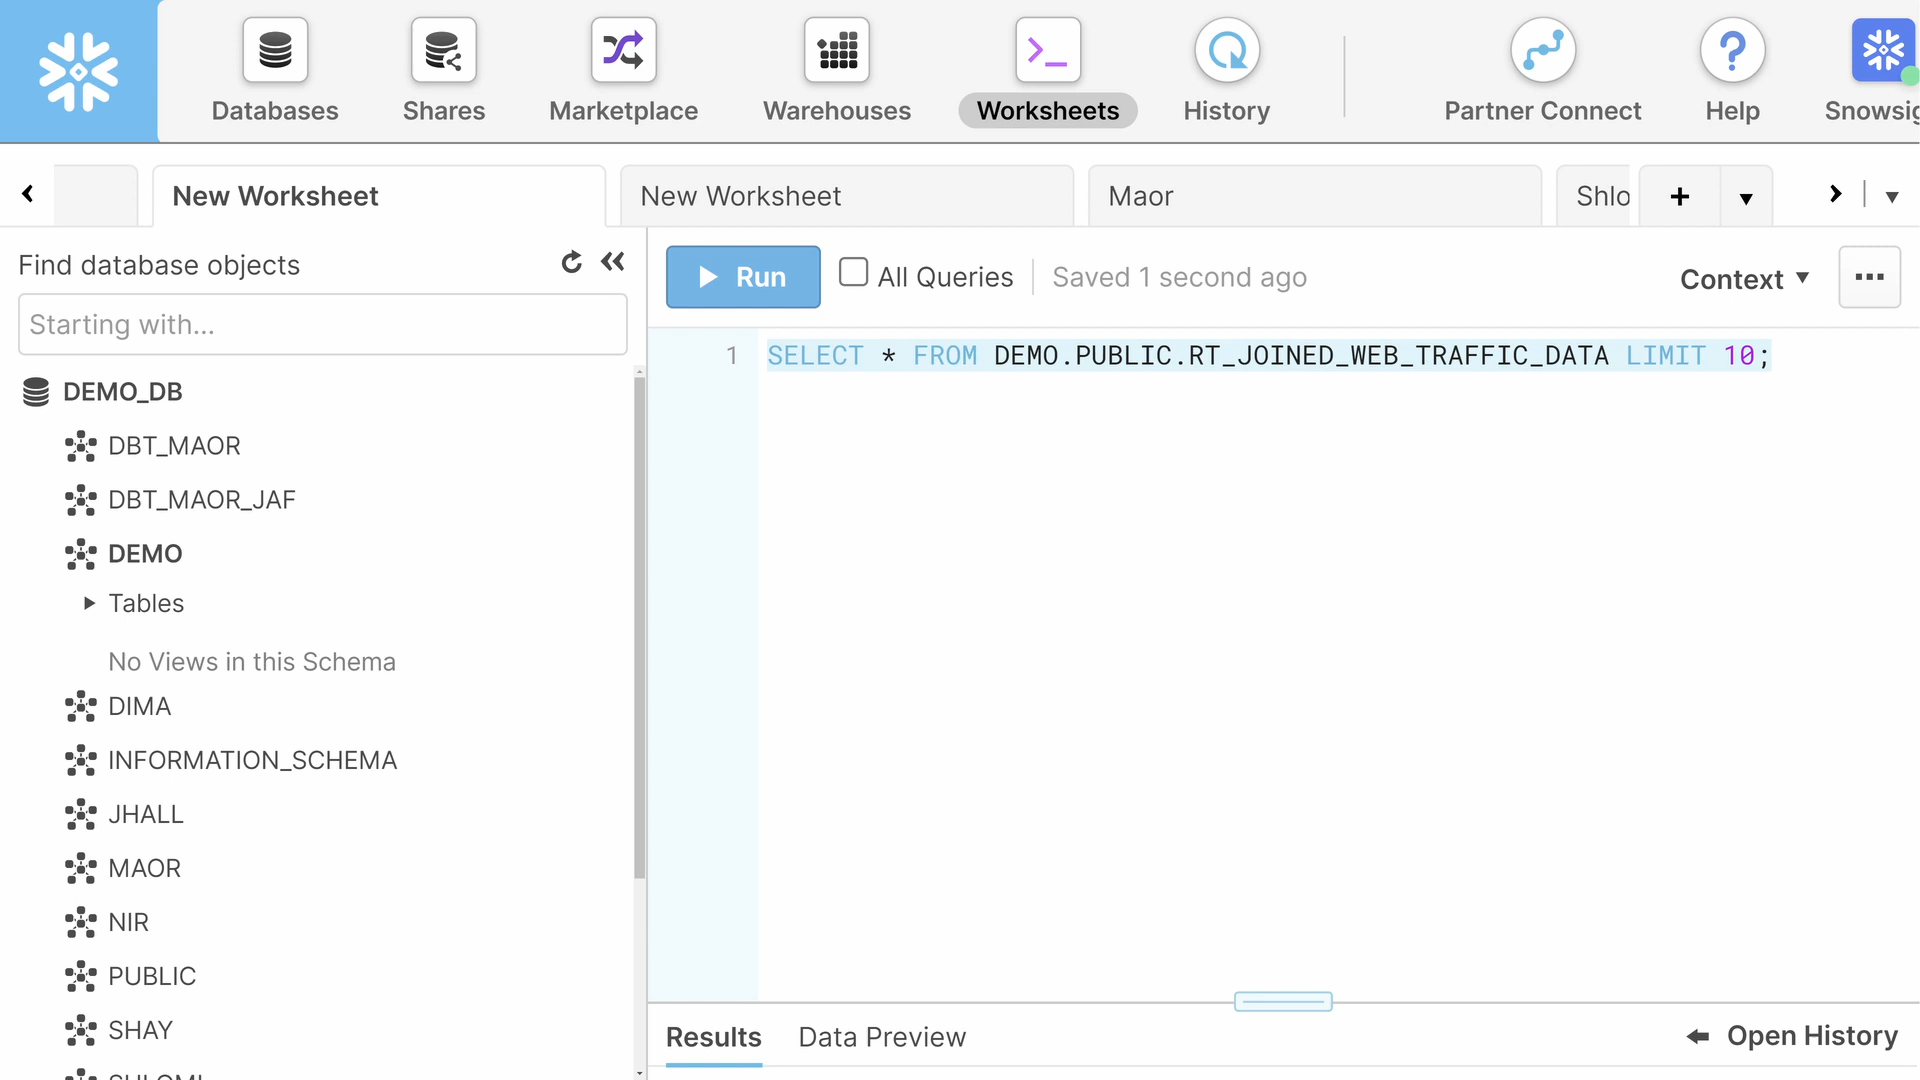 Databases
Shares
Marketplace
Warehouses
Worksheets
History
Partner Connect
Help
Snowsig
New Worksheet
New Worksheet
Maor
Shlo
Find database objects
Starting with...
Run
All Queries
Saved 1 second ago
Context
1 SELECT * FROM DEMO.PUBLIC.RT_JOINED_WEB_TRAFFIC_DATA LIMIT 10;
DEMO_DB
DBT_MAOR
DBT_MAOR_JAF
DEMO
Tables
No Views in this Schema
DIMA
INFORMATION_SCHEMA
JHALL
MAOR
NIR
PUBLIC
SHAY
Results
Data Preview
Open History